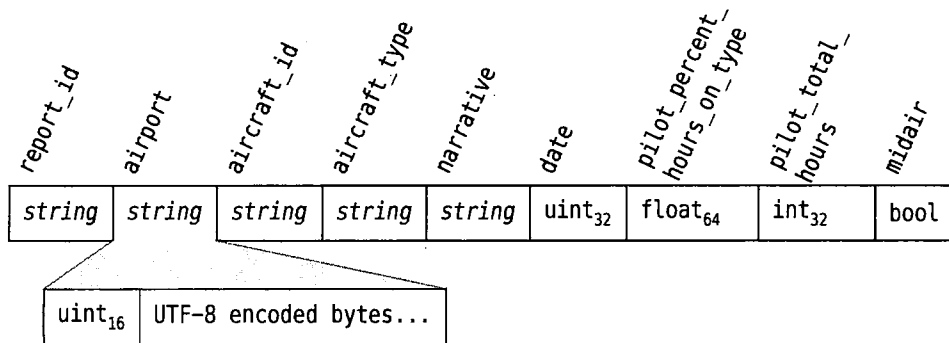 report_id
airport
aircraft_id
aircraft_type
narrative
date
pilot_percent_
hours_on_type
pilot_total_
hours
midair
string string string string string uint32 float64 int32 bool
uint16 UTF-8 encoded bytes...